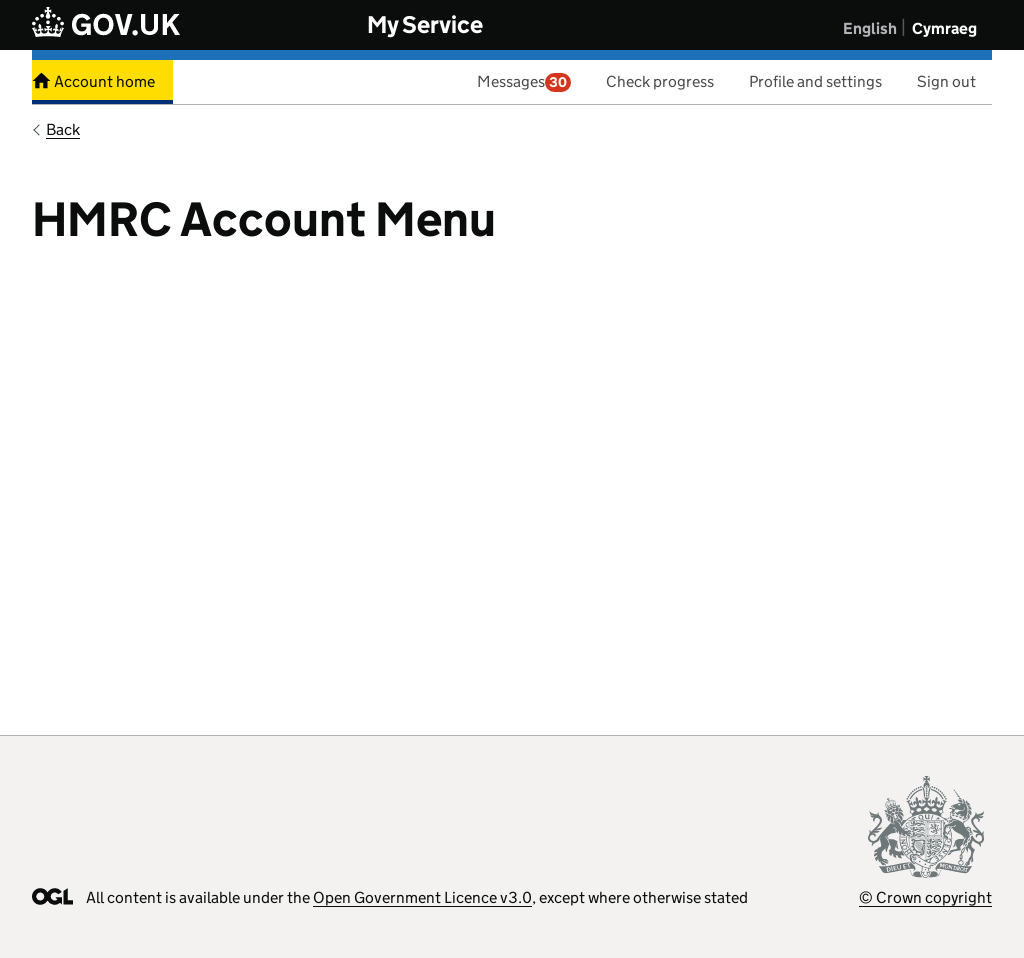 GOV.UK My Service English Cymraeg
Account home Messages 30 Check progress Profile and settings Sign out
Back
HMRC Account Menu
OGL All content is available under the Open Government Licence v3.0, except where otherwise stated
© Crown copyright